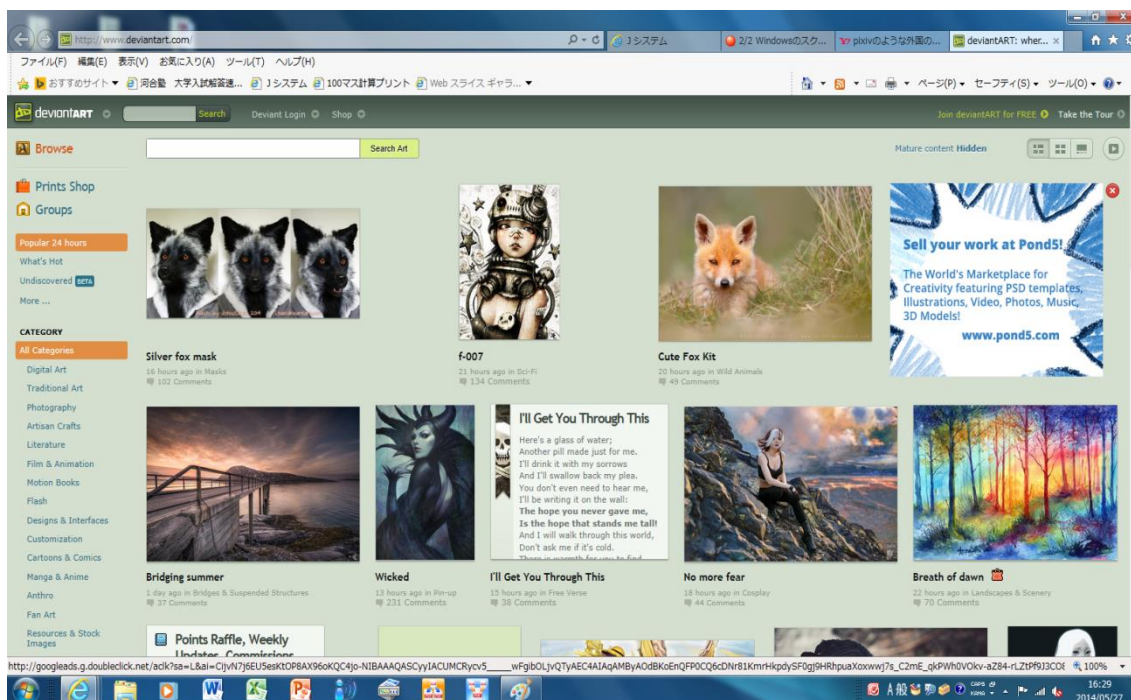 http://www.deviantart.com/
Jシステム
2/2 Windowsのスク...
pixivのような外国の...
deviantART: wher...
ファイル(F) 編集(E) 表示(V) お気に入り(A) ツール(T) ヘルプ(H)
おすすめサイト
河合塾 大学入試解答速...
Jシステム
100マス計算プリント
Web スライス ギャラ...
ページ(P)
セーフティ(S)
ツール(O)
deviantART
Search
Deviant Login
Shop
Join deviantART for FREE
Take the Tour
Browse
Search Art
Mature content Hidden
Prints Shop
Groups
Popular 24 hours
What's Hot
Undiscovered BETA
More ...
CATEGORY
All Categories
Digital Art
Traditional Art
Photography
Artisan Crafts
Literature
Film & Animation
Motion Books
Flash
Designs & Interfaces
Customization
Cartoons & Comics
Manga & Anime
Anthro
Fan Art
Resources & Stock
Images
Silver fox mask
16 hours ago in Masks
102 Comments
f-007
21 hours ago in Sci-Fi
134 Comments
Cute Fox Kit
20 hours ago in Wild Animals
49 Comments
Sell your work at Pond5!
The World's Marketplace for
Creativity featuring PSD templates,
Illustrations, Video, Photos, Music,
3D Models!
www.pond5.com
Bridging summer
1 day ago in Bridges & Suspended Structures
37 Comments
Wicked
13 hours ago in Pin-up
231 Comments
I'll Get You Through This
Here's a glass of water;
Another pill made just for me.
I'll drink it with my sorrows
And I'll swallow back my plea.
You don't even need to hear me,
I'll be writing it on the wall:
The hope you never gave me,
Is the hope that stands me tall!
And I will walk through this world,
Don't ask me if it's cold.
There is warmth for you to find
I'll Get You Through This
15 hours ago in Free Verse
38 Comments
No more fear
18 hours ago in Cosplay
44 Comments
Breath of dawn
22 hours ago in Landscapes & Scenery
70 Comments
Points Raffle, Weekly
Updates, Commissions
100%
A 般
CAPS
KANA
16:29
2014/05/27